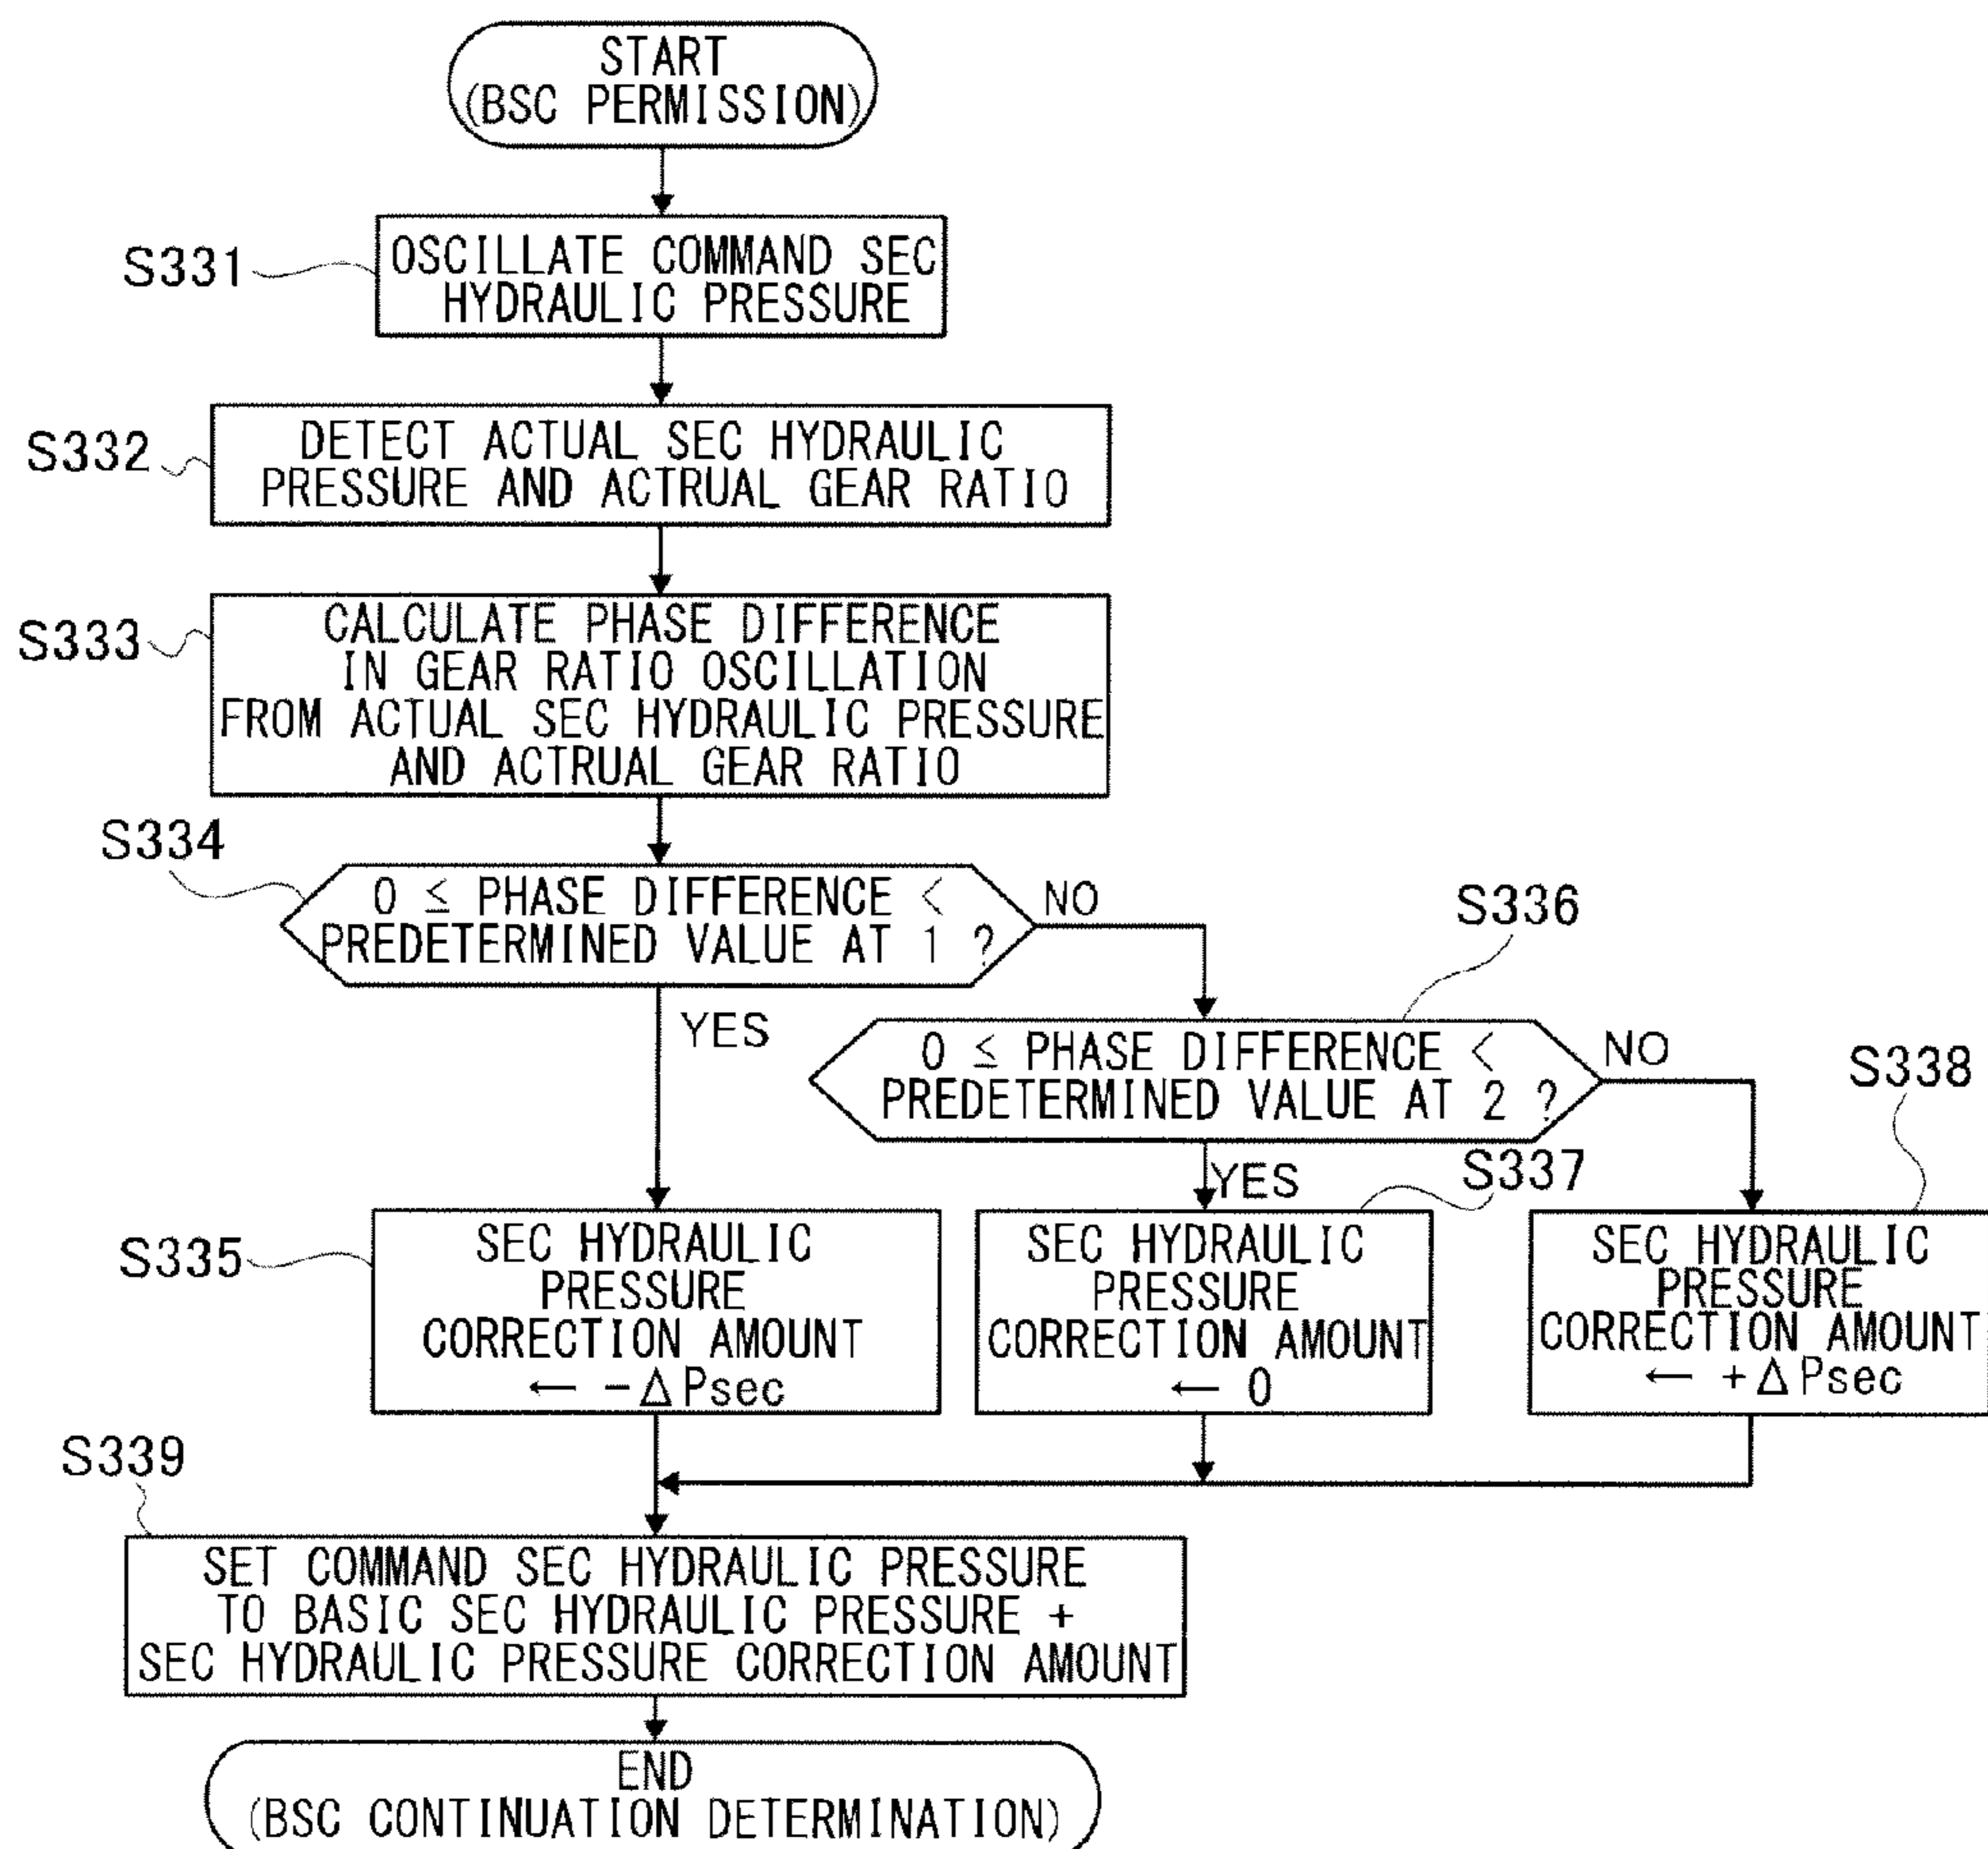 START
(BSC PERMISSION)
S331
OSCILLATE COMMAND SEC
HYDRAULIC PRESSURE
S332
DETECT ACTUAL SEC HYDRAULIC
PRESSURE AND ACTRUAL GEAR RATIO
S333
CALCULATE PHASE DIFFERENCE
IN GEAR RATIO OSCILLATION
FROM ACTUAL SEC HYDRAULIC PRESSURE
AND ACTRUAL GEAR RATIO
S334
0 ≤ PHASE DIFFERENCE <
PREDETERMINED VALUE AT 1 ?
NO
YES
S336
0 ≤ PHASE DIFFERENCE <
PREDETERMINED VALUE AT 2 ?
NO
YES
S335
SEC HYDRAULIC
PRESSURE
CORRECTION AMOUNT
← -ΔPsec
S337
SEC HYDRAULIC
PRESSURE
CORRECTION AMOUNT
← 0
S338
SEC HYDRAULIC
PRESSURE
CORRECTION AMOUNT
← +ΔPsec
S339
SET COMMAND SEC HYDRAULIC PRESSURE
TO BASIC SEC HYDRAULIC PRESSURE +
SEC HYDRAULIC PRESSURE CORRECTION AMOUNT
END
(BSC CONTINUATION DETERMINATION)